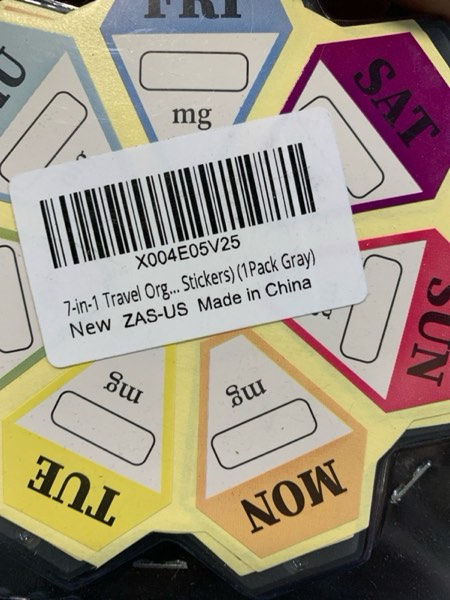 FRI
mg
SAT
X004E05V25
7-in-1 Travel Org... Stickers) (1Pack Gray)
New ZAS-US Made in China
SUN
mg
mg
TUE
MON